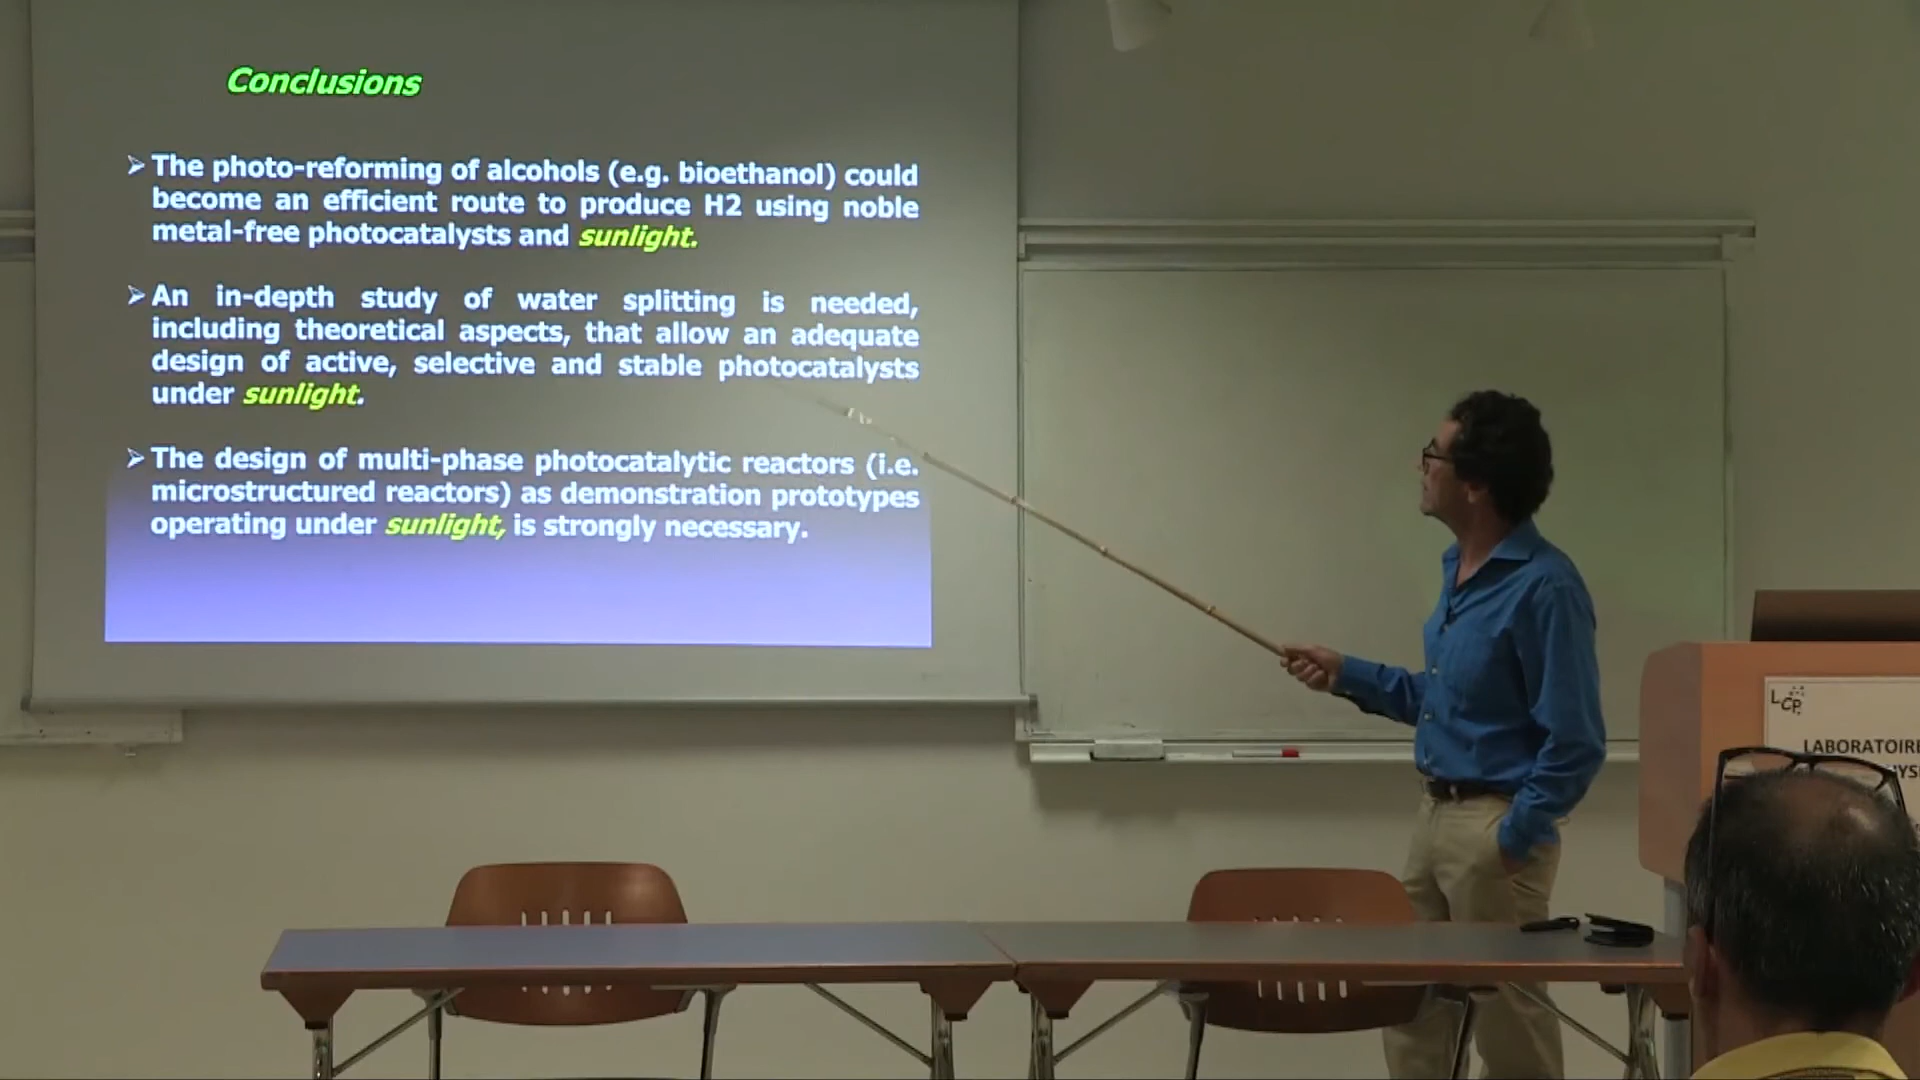 Conclusions
➢ The photo-reforming of alcohols (e.g. bioethanol) could
become an efficient route to produce H2 using noble
metal-free photocatalysts and sunlight.
➢ An in-depth study of water splitting is needed,
including theoretical aspects, that allow an adequate
design of active, selective and stable photocatalysts
under sunlight.
➢ The design of multi-phase photocatalytic reactors (i.e.
microstructured reactors) as demonstration prototypes
operating under sunlight, is strongly necessary.
LCP
LABORATOIRE